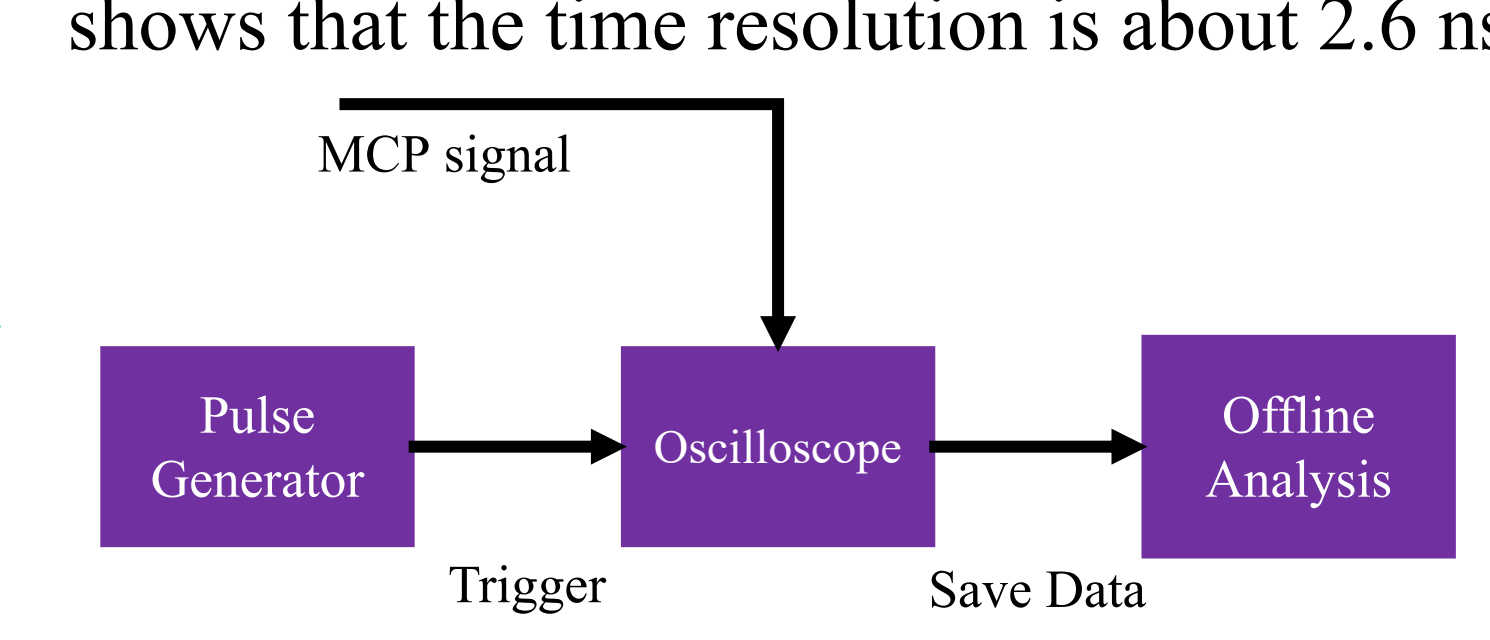 shows that the time resolution is about 2.6 ns
MCP signal
Pulse
Generator
Oscilloscope
Offline
Analysis
Trigger
Save Data